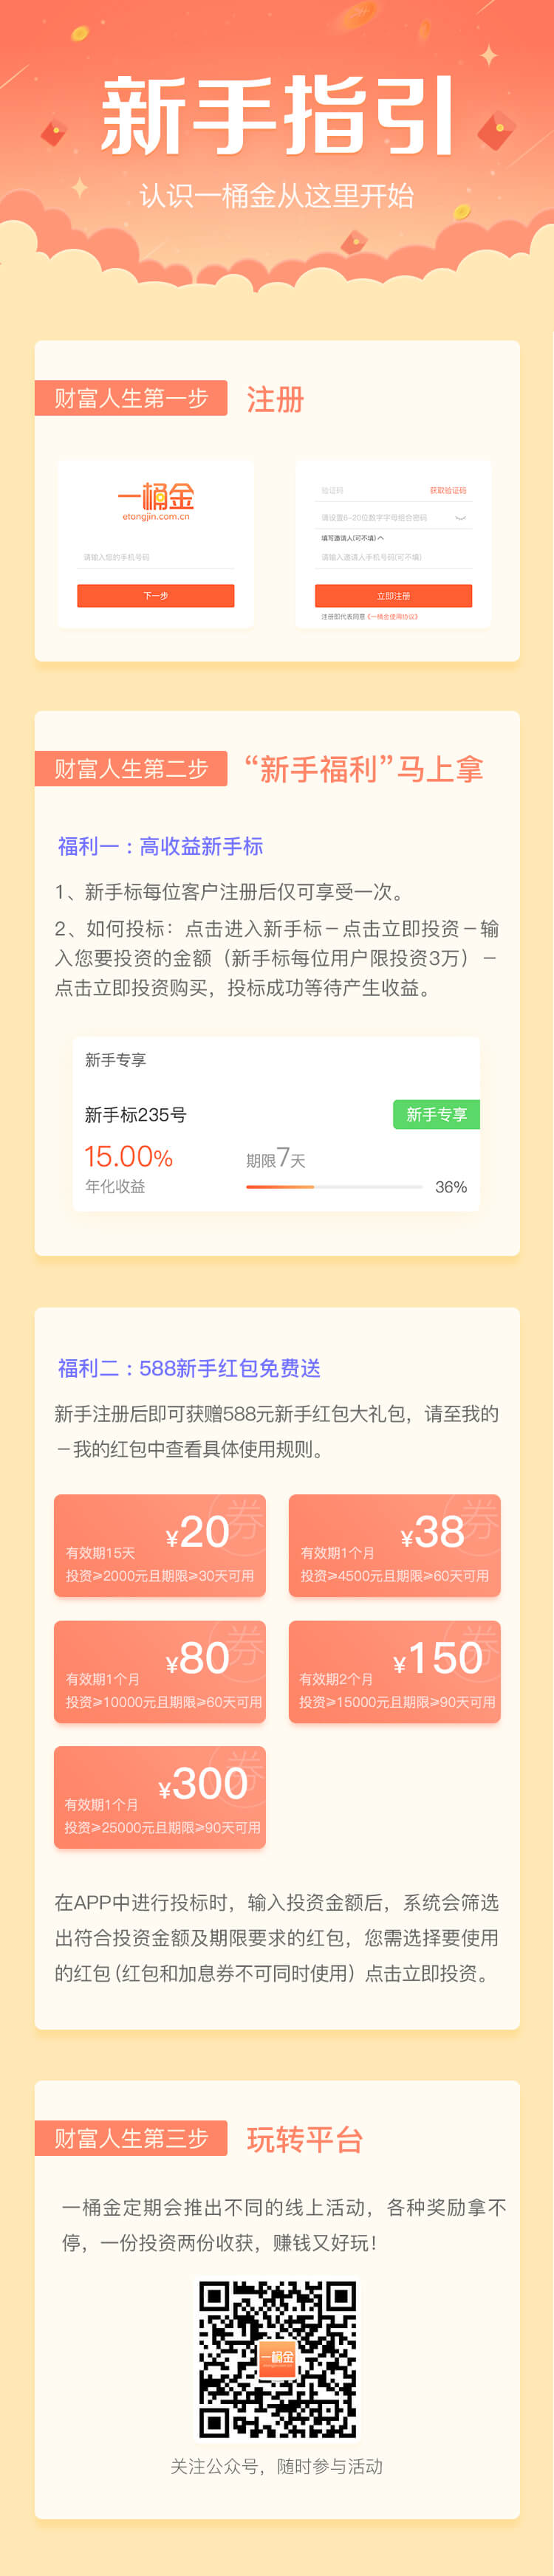 新手指引
认识一桶金从这里开始
财富人生第一步
注册
一桶金
etongjin.com.cn
请输入您的手机号码
下一步
验证码
获取验证码
请设置6-20位数字字母组合密码
填写邀请人(可不填)
请输入邀请人手机号码(可不填)
立即注册
注册即代表同意《一桶金使用协议》
财富人生第二步
“新手福利”马上拿
福利一：高收益新手标
1、新手标每位客户注册后仅可享受一次。
2、如何投标：点击进入新手标－点击立即投资－输
入您要投资的金额（新手标每位用户限投资3万）－
点击立即投资购买，投标成功等待产生收益。
新手专享
新手标235号
新手专享
15.00%
期限7天
年化收益
36%
福利二：588新手红包免费送
新手注册后即可获赠588元新手红包大礼包，请至我的
－我的红包中查看具体使用规则。
券
¥20
有效期15天
投资≥2000元且期限≥30天可用
券
¥38
有效期1个月
投资≥4500元且期限≥60天可用
券
¥80
有效期1个月
投资≥10000元且期限≥60天可用
券
¥150
有效期2个月
投资≥15000元且期限≥90天可用
券
¥300
有效期1个月
投资≥25000元且期限≥90天可用
在APP中进行投标时，输入投资金额后，系统会筛选
出符合投资金额及期限要求的红包，您需选择要使用
的红包(红包和加息券不可同时使用）点击立即投资。
财富人生第三步
玩转平台
一桶金定期会推出不同的线上活动，各种奖励拿不
停，一份投资两份收获，赚钱又好玩！
一桶金
关注公众号，随时参与活动